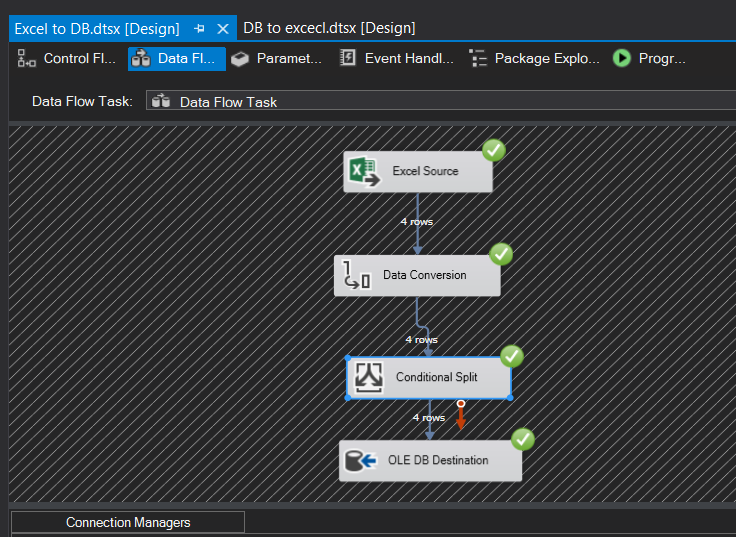 Excel to DB.dtsx [Design] DB to excecl.dtsx [Design]
Control Fl... Data Fl... Paramet... Event Handl... Package Explo... Progr...
Data Flow Task: Data Flow Task
Excel Source
4 rows
Data Conversion
4 rows
Conditional Split
4 rows
OLE DB Destination
Connection Managers